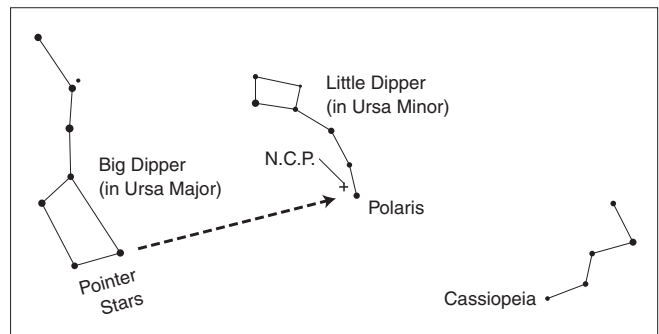 Little Dipper
(in Ursa Minor)
N.C.P.
Big Dipper
(in Ursa Major)
Polaris
Pointer
Stars
Cassiopeia